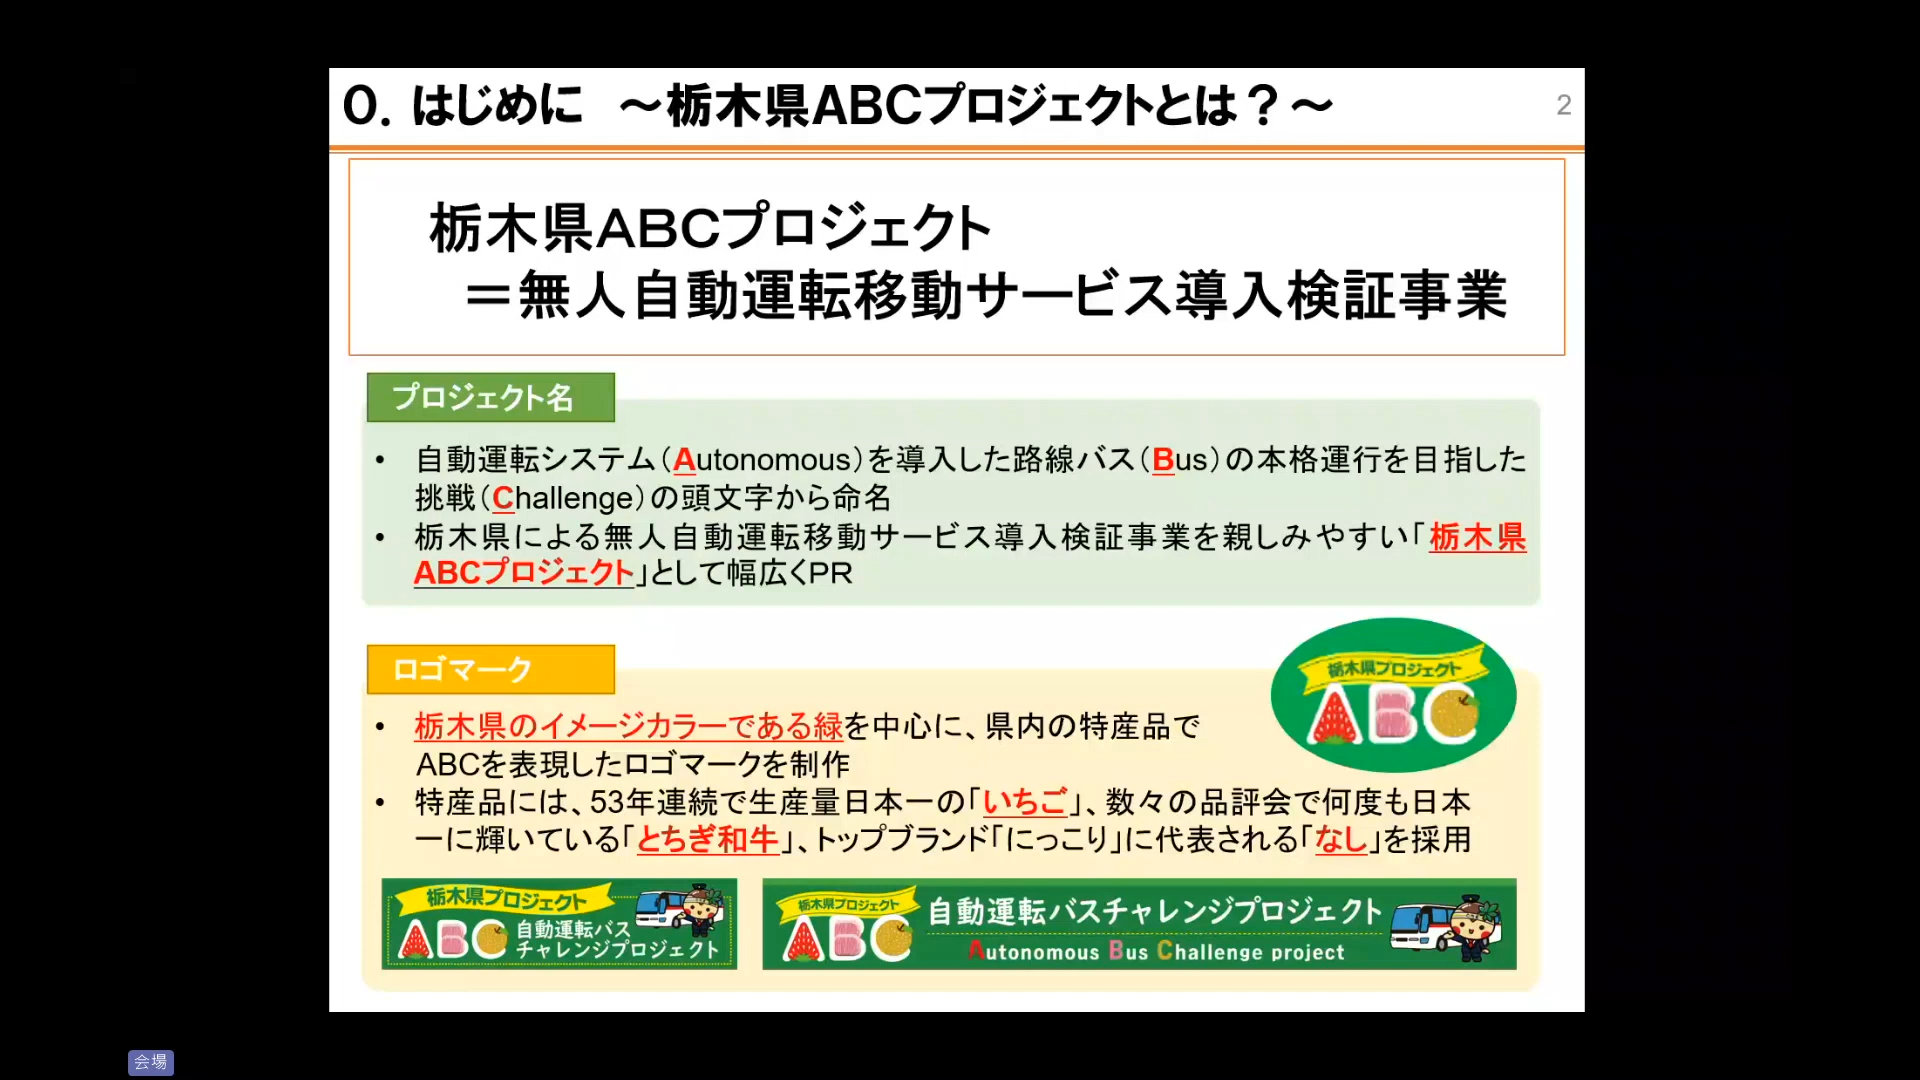 ０．はじめに　～栃木県ABCプロジェクトとは？～
2
栃木県ABCプロジェクト
＝無人自動運転移動サービス導入検証事業
プロジェクト名
• 自動運転システム（Autonomous）を導入した路線バス（Bus）の本格運行を目指した
挑戦（Challenge）の頭文字から命名
• 栃木県による無人自動運転移動サービス導入検証事業を親しみやすい「栃木県
ABCプロジェクト」として幅広くPR
ロゴマーク
栃木県プロジェクト
ABC
• 栃木県のイメージカラーである緑を中心に、県内の特産品で
ABCを表現したロゴマークを制作
• 特産品には、53年連続で生産量日本一の「いちご」、数々の品評会で何度も日本
一に輝いている「とちぎ和牛」、トップブランド「にっこり」に代表される「なし」を採用
栃木県プロジェクト
ABC
自動運転バス
チャレンジプロジェクト
栃木県プロジェクト
ABC
自動運転バスチャレンジプロジェクト
Autonomous Bus Challenge project
会場